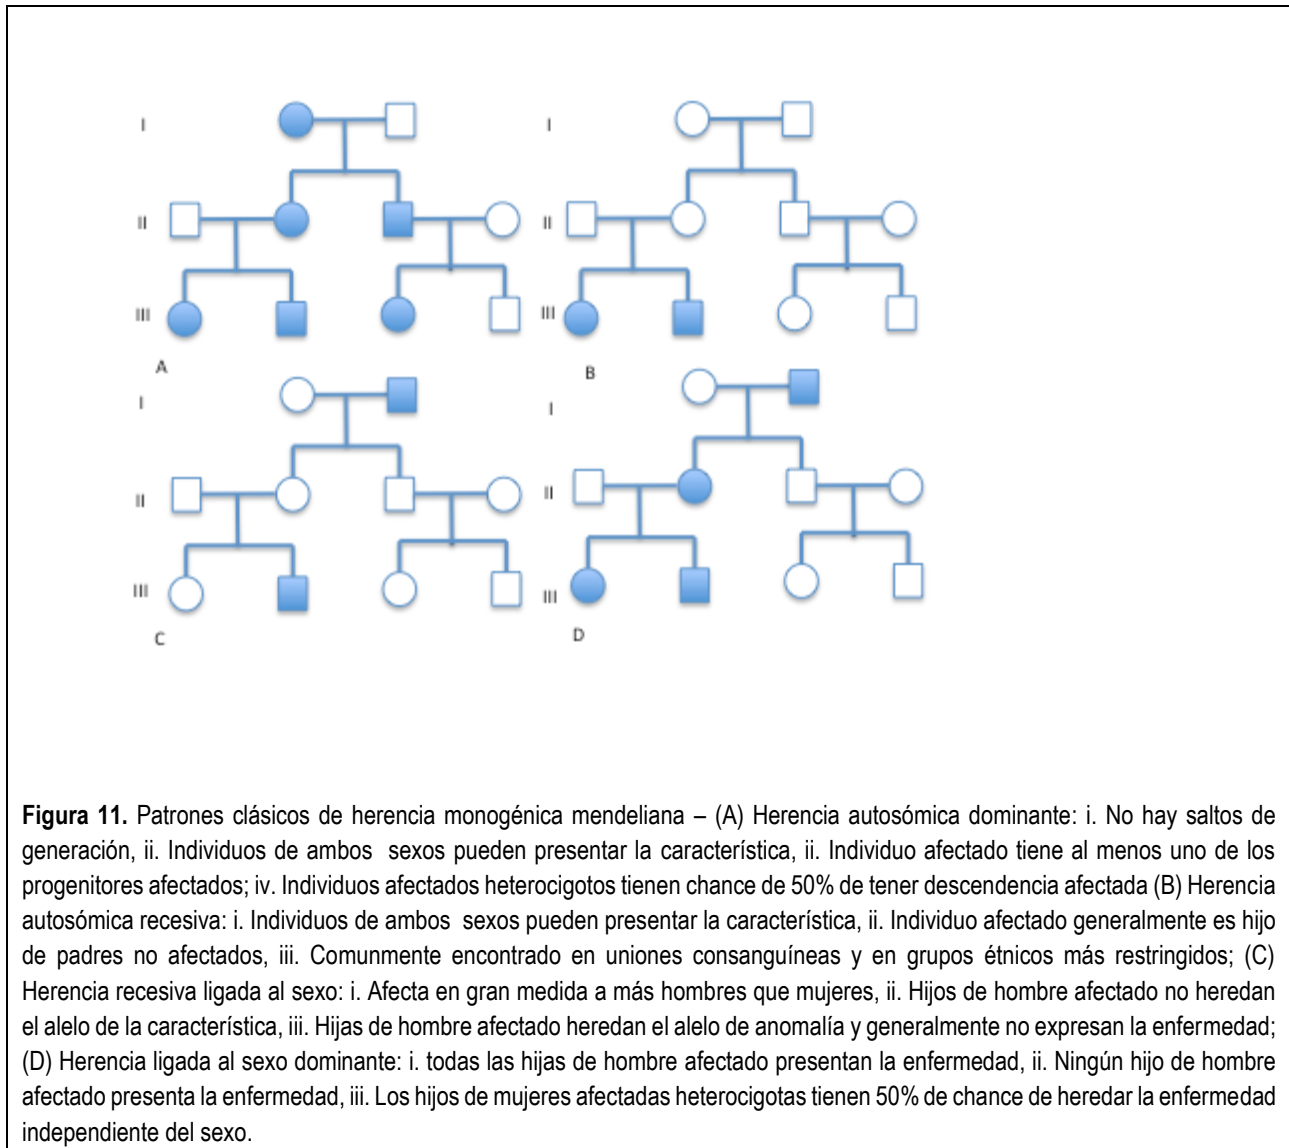 I
I
II
II
III
III
A
B
I
I
II
II
III
III
C
D
Figura 11. Patrones clásicos de herencia monogénica mendeliana – (A) Herencia autosómica dominante: i. No hay saltos de
generación, ii. Individuos de ambos  sexos pueden presentar la característica, ii. Individuo afectado tiene al menos uno de los
progenitores afectados; iv. Individuos afectados heterocigotos tienen chance de 50% de tener descendencia afectada (B) Herencia
autosómica recesiva: i. Individuos de ambos  sexos pueden presentar la característica, ii. Individuo afectado generalmente es hijo
de padres no afectados, iii. Comunmente encontrado en uniones consanguíneas y en grupos étnicos más restringidos; (C)
Herencia recesiva ligada al sexo: i. Afecta en gran medida a más hombres que mujeres, ii. Hijos de hombre afectado no heredan
el alelo de la característica, iii. Hijas de hombre afectado heredan el alelo de anomalía y generalmente no expresan la enfermedad;
(D) Herencia ligada al sexo dominante: i. todas las hijas de hombre afectado presentan la enfermedad, ii. Ningún hijo de hombre
afectado presenta la enfermedad, iii. Los hijos de mujeres afectadas heterocigotas tienen 50% de chance de heredar la enfermedad
independiente del sexo.